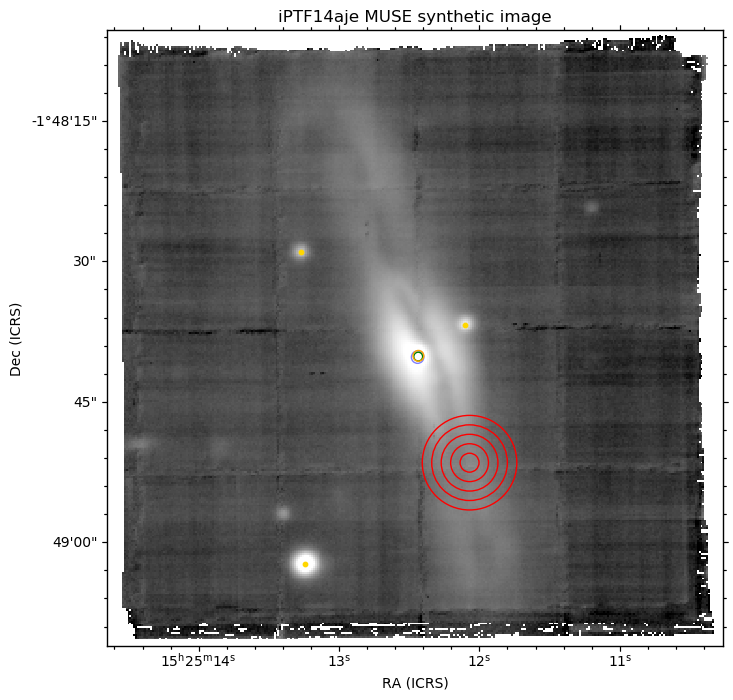 iPTF14aje MUSE synthetic image
-1°48'15"
30"
45"
49'00"
Dec (ICRS)
15ʰ25ᵐ14ˢ
13ˢ
12ˢ
11ˢ
RA (ICRS)